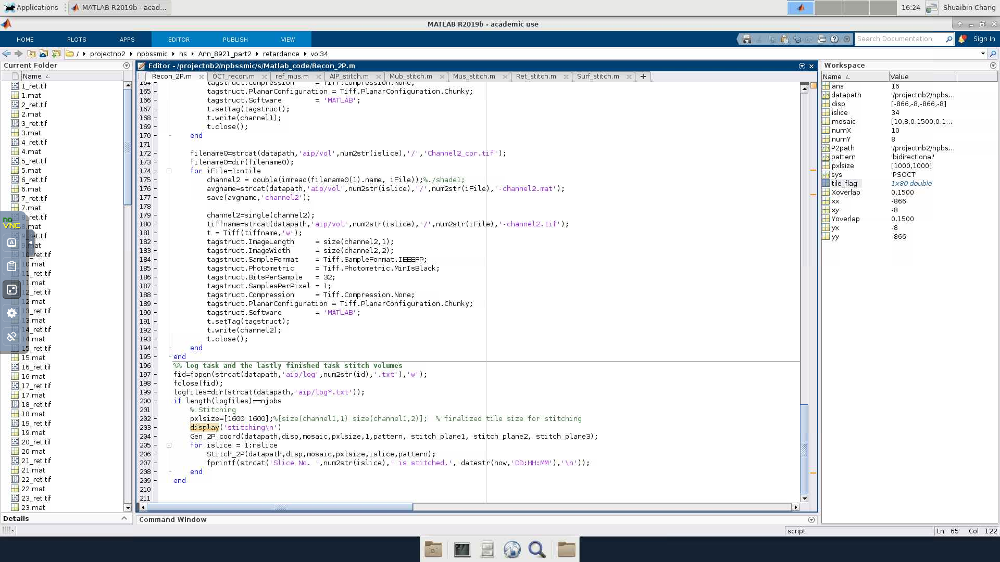 Applications
MATLAB R2019b - acad...
16:24
Shuaibin Chang
MATLAB R2019b - academic use
HOME
PLOTS
APPS
EDITOR
PUBLISH
VIEW
Search Documentation
Sign In
/ projectnb2 npbssmic ns Ann_8921_part2 retardance vol34
Current Folder
Name
1_ret.tif
1.mat
2_ret.tif
2.mat
3_ret.tif
3.mat
4_ret.tif
4.mat
5_ret.tif
5.mat
6_ret.tif
6.mat
7_ret.tif
7.mat
8_ret.tif
8.mat
9_ret.tif
9.mat
10_ret.tif
10.mat
11_ret.tif
11.mat
12_ret.tif
12.mat
13_ret.tif
13.mat
14_ret.tif
14.mat
15_ret.tif
15.mat
16_ret.tif
16.mat
17_ret.tif
17.mat
18_ret.tif
18.mat
19_ret.tif
19.mat
20_ret.tif
20.mat
21_ret.tif
21.mat
22_ret.tif
22.mat
23_ret.tif
23.mat
Details
no
VNC
Editor - /projectnb2/npbssmic/s/Matlab_code/Recon_2P.m
Recon_2P.m
OCT_recon.m
ref_mus.m
AIP_stitch.m
Mub_stitch.m
Mus_stitch.m
Ret_stitch.m
Surf_stitch.m
164 - tagstruct.Compression = Tiff.Compression.None;
165 - tagstruct.PlanarConfiguration = Tiff.PlanarConfiguration.Chunky;
166 - tagstruct.Software = 'MATLAB';
167 - t.setTag(tagstruct);
168 - t.write(channel1);
169 - t.close();
170 - end
171
172 - filename0=strcat(datapath,'aip/vol',num2str(islice),'/','Channel2_cor.tif');
173 - filename0=dir(filename0);
174 - for iFile=1:ntile
175 - channel2 = double(imread(filename0(1).name, iFile));%./shade1;
176 - avgname=strcat(datapath,'aip/vol',num2str(islice),'/',num2str(iFile),'-channel2.mat');
177 - save(avgname,'channel2');
178
179 - channel2=single(channel2);
180 - tiffname=strcat(datapath,'aip/vol',num2str(islice),'/',num2str(iFile),'-channel2.tif');
181 - t = Tiff(tiffname,'w');
182 - tagstruct.ImageLength = size(channel2,1);
183 - tagstruct.ImageWidth = size(channel2,2);
184 - tagstruct.SampleFormat = Tiff.SampleFormat.IEEEFP;
185 - tagstruct.Photometric = Tiff.Photometric.MinIsBlack;
186 - tagstruct.BitsPerSample = 32;
187 - tagstruct.SamplesPerPixel = 1;
188 - tagstruct.Compression = Tiff.Compression.None;
189 - tagstruct.PlanarConfiguration = Tiff.PlanarConfiguration.Chunky;
190 - tagstruct.Software = 'MATLAB';
191 - t.setTag(tagstruct);
192 - t.write(channel2);
193 - t.close();
194 - end
195 - end
196 %% log task and the lastly finished task stitch volumes
197 - fid=fopen(strcat(datapath,'aip/log',num2str(id),'.txt'),'w');
198 - fclose(fid);
199 - logfiles=dir(strcat(datapath,'aip/log*.txt'));
200 - if length(logfiles)==njobs
201 % Stitching
202 - pxlsize=[1600 1600];%[size(channel1,1) size(channel1,2)]; % finalized tile size for stitching
203 - display('stitching\n')
204 - Gen_2P_coord(datapath,disp,mosaic,pxlsize,1,pattern, stitch_plane1, stitch_plane2, stitch_plane3);
205 - for islice = 1:nslice
206 - Stitch_2P(datapath,disp,mosaic,pxlsize,islice,pattern);
207 - fprintf(strcat('Slice No. ',num2str(islice),' is stitched.', datestr(now,'DD:HH:MM'),'\n'));
208 - end
209 - end
210
211
Command Window
Workspace
Name Value
ans 16
datapath '/projectnb2/npbs...
disp [-866,-8,-866,-8]
islice 34
mosaic [10,8,0.1500,0.1...
numX 10
numY 8
P2path '/projectnb2/npbs...
pattern 'bidirectional'
pxlsize [1000,1000]
sys 'PSOCT'
tile_flag 1x80 double
Xoverlap 0.1500
xx -866
xy -8
Yoverlap 0.1500
yx -8
yy -866
script
Ln 65 Col 122